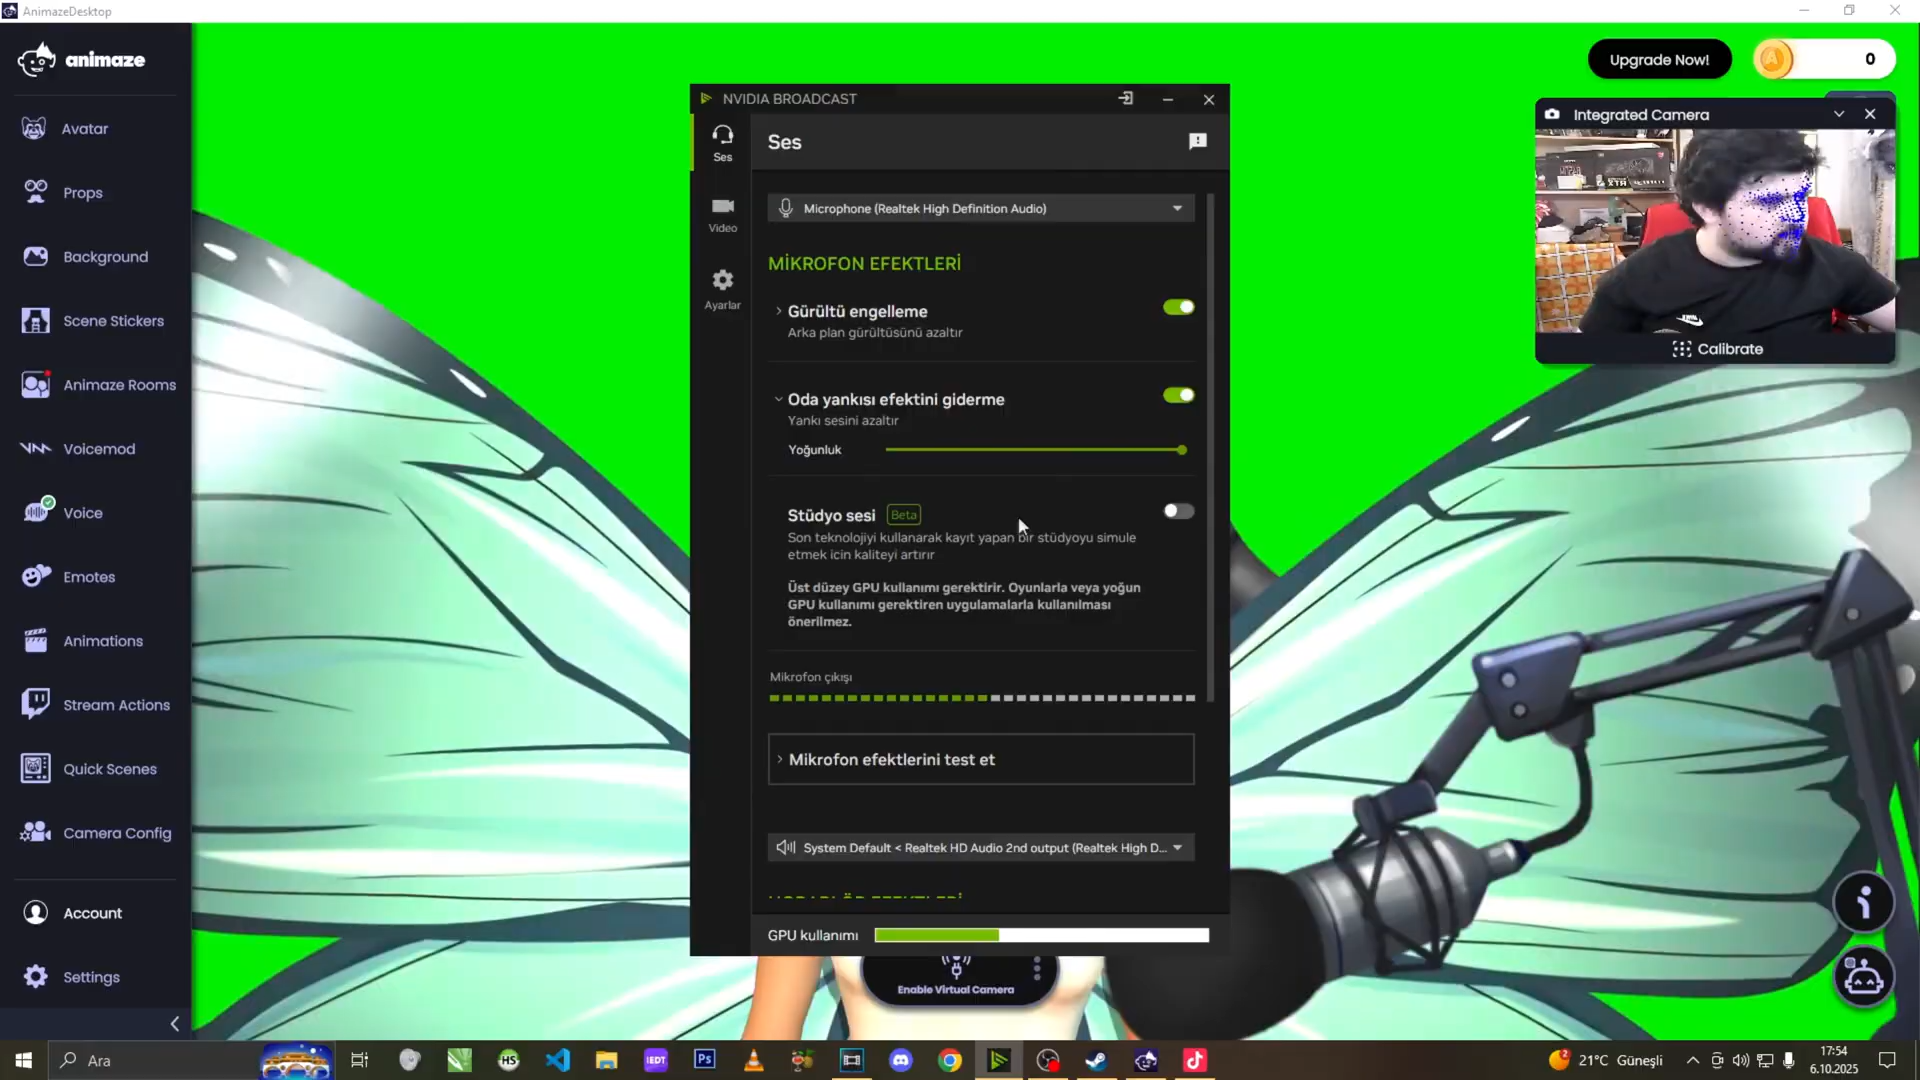 AnimazeDesktop
animaze
Avatar
Props
Background
Scene Stickers
Animaze Rooms
Voicemod
Voice
Emotes
Animations
Stream Actions
Quick Scenes
Camera Config
Account
Settings
Upgrade Now!
0
Integrated Camera
Calibrate
NVIDIA BROADCAST
Ses
Video
Ayarlar
Ses
Microphone (Realtek High Definition Audio)
MİKROFON EFEKTLERİ
Gürültü engelleme
Arka plan gürültüsünü azaltır
Oda yankısı efektini giderme
Yankı sesini azaltır
Yoğunluk
Stüdyo sesi Beta
Son teknolojiyi kullanarak kayıt yapan bir stüdyoyu simule
etmek icin kaliteyi artırır
Üst düzey GPU kullanımı gerektirir. Oyunlarla veya yoğun
GPU kullanımı gerektiren uygulamalarla kullanılması
önerilmez.
Mikrofon çıkışı
Mikrofon efektlerini test et
System Default < Realtek HD Audio 2nd output (Realtek High D...
GPU kullanımı
Enable Virtual Camera
Ara
HS
IEDT
Ps
2
21°C Güneşli
17:54
6.10.2025